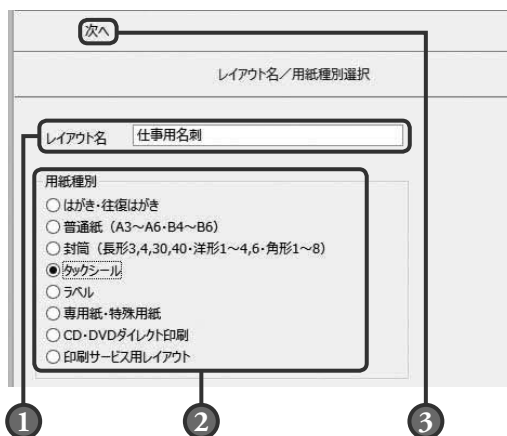 次へ
レイアウト名／用紙種別選択
レイアウト名 仕事用名刺
用紙種別
はがき・往復はがき
普通紙（A3～A6・B4～B6）
封筒（長形3,4,30,40・洋形1～4,6・角形1～8）
タックシール
ラベル
専用紙・特殊用紙
CD・DVDダイレクト印刷
印刷サービス用レイアウト
1 2 3